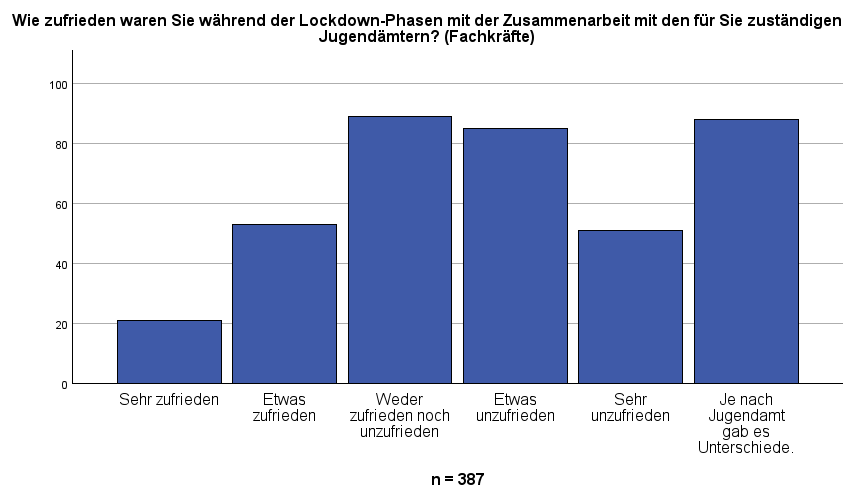 Wie zufrieden waren Sie während der Lockdown-Phasen mit der Zusammenarbeit mit den für Sie zuständigen
Jugendämtern? (Fachkräfte)
100
80
60
40
20
0
Sehr zufrieden
Etwas
zufrieden
Weder
zufrieden noch
unzufrieden
Etwas
unzufrieden
Sehr
unzufrieden
Je nach
Jugendamt
gab es
Unterschiede.
n = 387